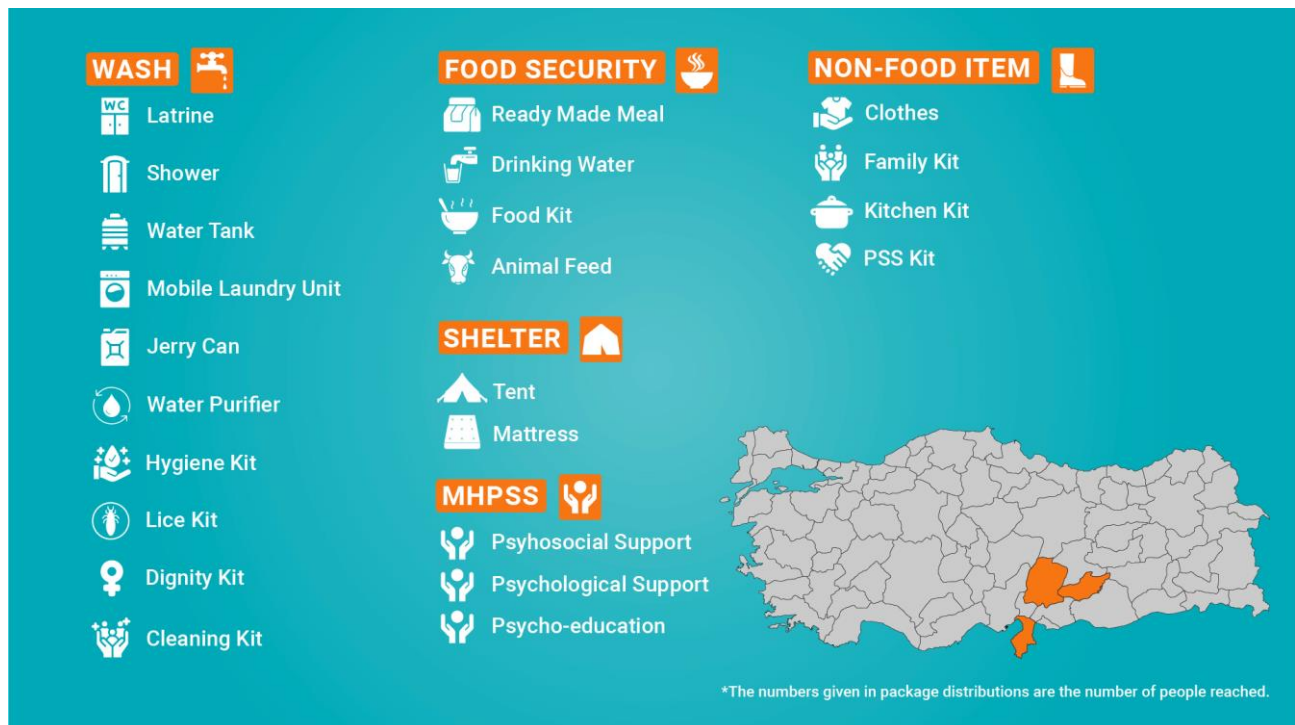 WASH
WC
Latrine
Shower
Water Tank
Mobile Laundry Unit
Jerry Can
Water Purifier
Hygiene Kit
Lice Kit
Dignity Kit
Cleaning Kit
FOOD SECURITY
Ready Made Meal
Drinking Water
Food Kit
Animal Feed
SHELTER
Tent
Mattress
MHPSS
Psyhosocial Support
Psychological Support
Psycho-education
NON-FOOD ITEM
Clothes
Family Kit
Kitchen Kit
PSS Kit
*The numbers given in package distributions are the number of people reached.